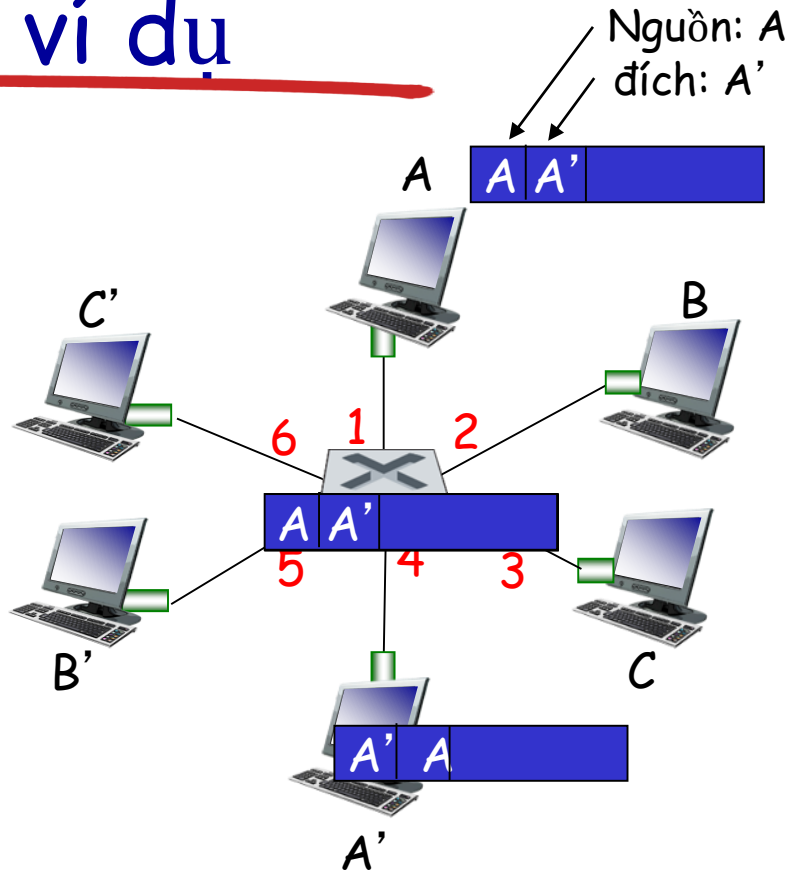 ví dụ
Nguồn: A
đích: A’
A
A A’
C’
B
6
1
2
A A’
5
4
3
B’
C
A’ A
A’